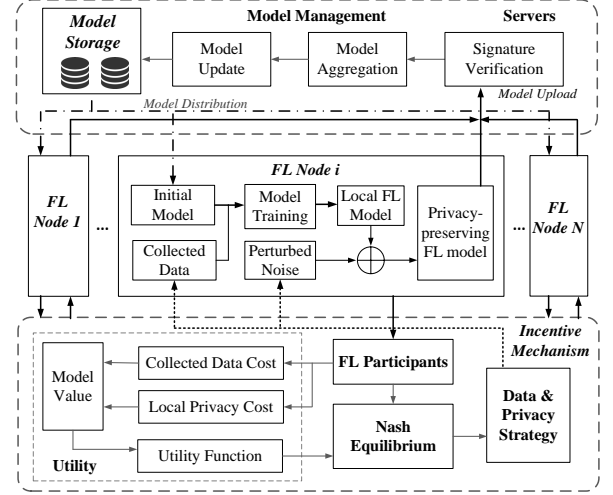 Model Management
Servers
Model
Storage
Model
Update
Model
Aggregation
Signature
Verification
Model Distribution
Model Upload
FL
Node 1
...
FL Node i
Initial
Model
Model
Training
Local FL
Model
Privacy-
preserving
FL model
Collected
Data
Perturbed
Noise
...
FL
Node N
Incentive
Mechanism
Model
Value
Collected Data Cost
Local Privacy Cost
Utility Function
Utility
FL Participants
Nash
Equilibrium
Data &
Privacy
Strategy